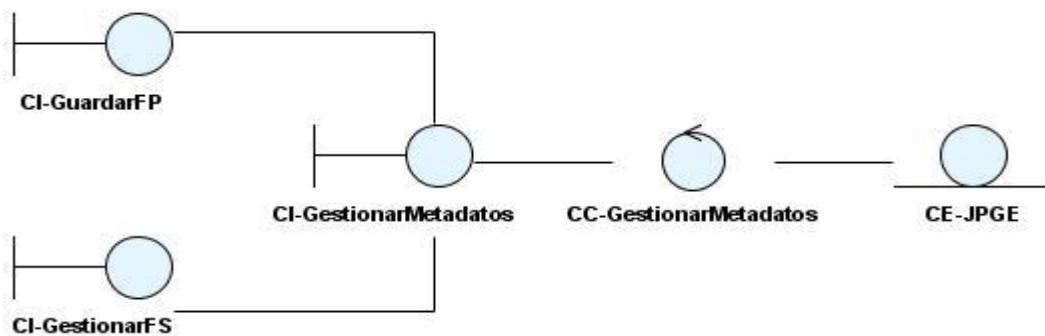 CI-GuardarFP
CI-GestionarMetadatos
CC-GestionarMetadatos
CE-JPGE
CI-GestionarFS